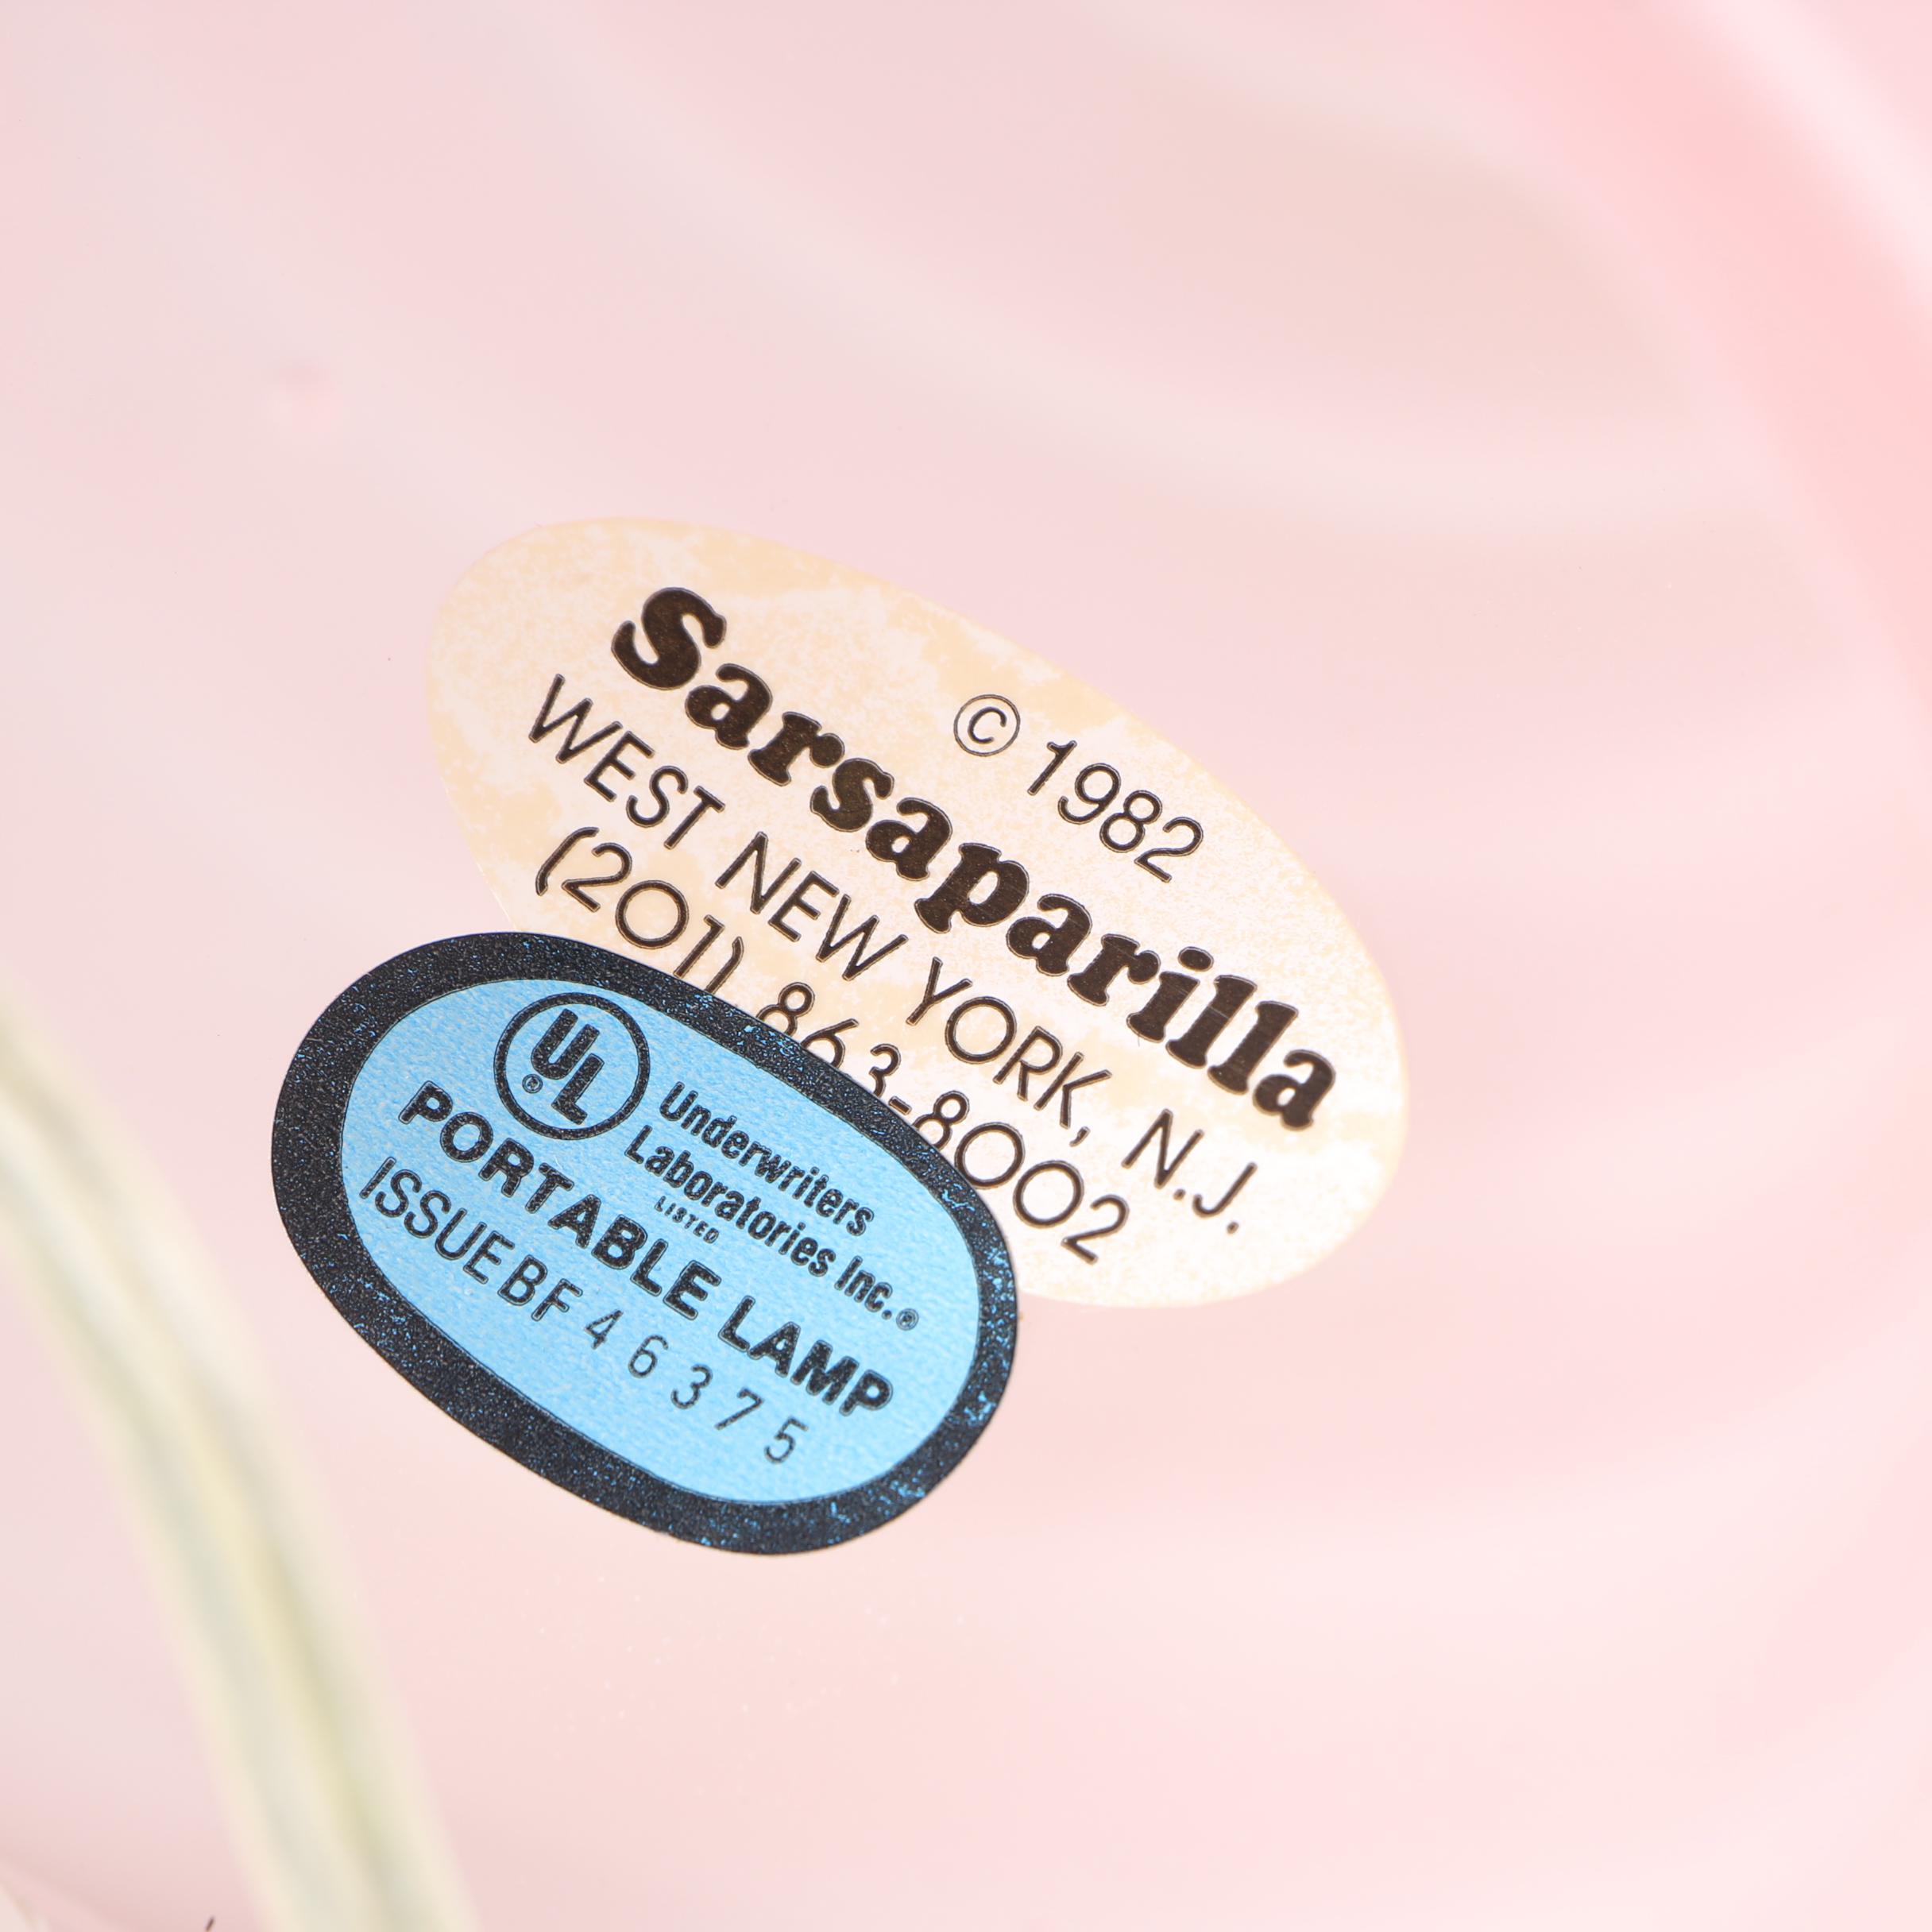 © 1982
Sarsaparilla
WEST NEW YORK, N.J.
(201) 863-8002
UL ®
Underwriters
Laboratories Inc.®
LISTED
PORTABLE LAMP
ISSUE BF 46375